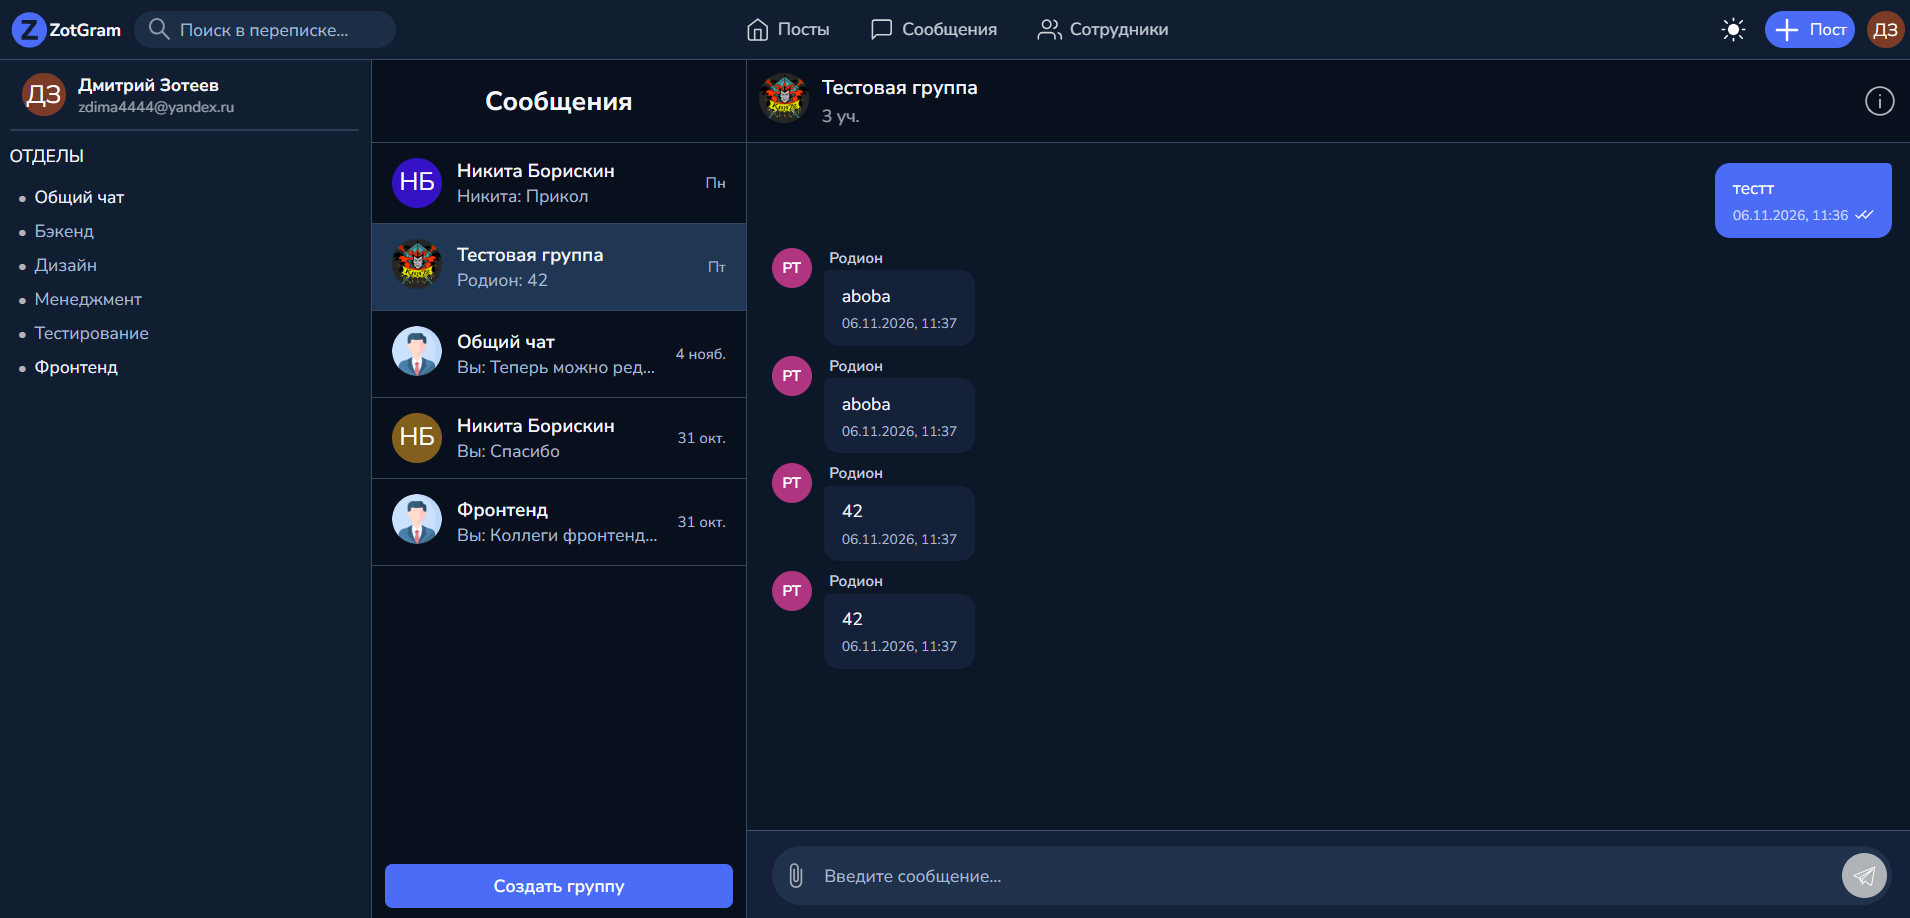 Z ZotGram
Поиск в переписке...
Посты
Сообщения
Сотрудники
Пост
ДЗ
ДЗ
Дмитрий Зотеев
zdima4444@yandex.ru
ОТДЕЛЫ
Общий чат
Бэкенд
Дизайн
Менеджмент
Тестирование
Фронтенд
Сообщения
НБ
Никита Борискин
Никита: Прикол
Пн
Тестовая группа
Родион: 42
Пт
Общий чат
Вы: Теперь можно ред...
4 нояб.
НБ
Никита Борискин
Вы: Спасибо
31 окт.
Фронтенд
Вы: Коллеги фронтенд...
31 окт.
Создать группу
Тестовая группа
3 уч.
тестт
06.11.2026, 11:36
РТ
Родион
aboba
06.11.2026, 11:37
РТ
Родион
aboba
06.11.2026, 11:37
РТ
Родион
42
06.11.2026, 11:37
РТ
Родион
42
06.11.2026, 11:37
Введите сообщение...